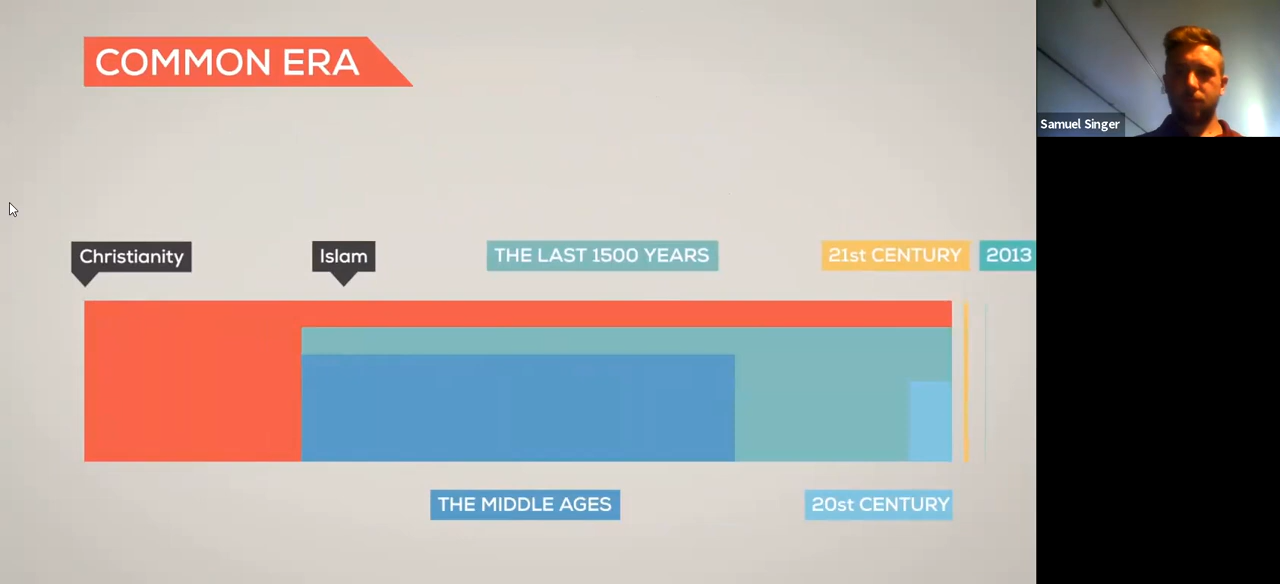 COMMON ERA
Samuel Singer
Christianity
Islam
THE LAST 1500 YEARS
21st CENTURY
2013
THE MIDDLE AGES
20st CENTURY